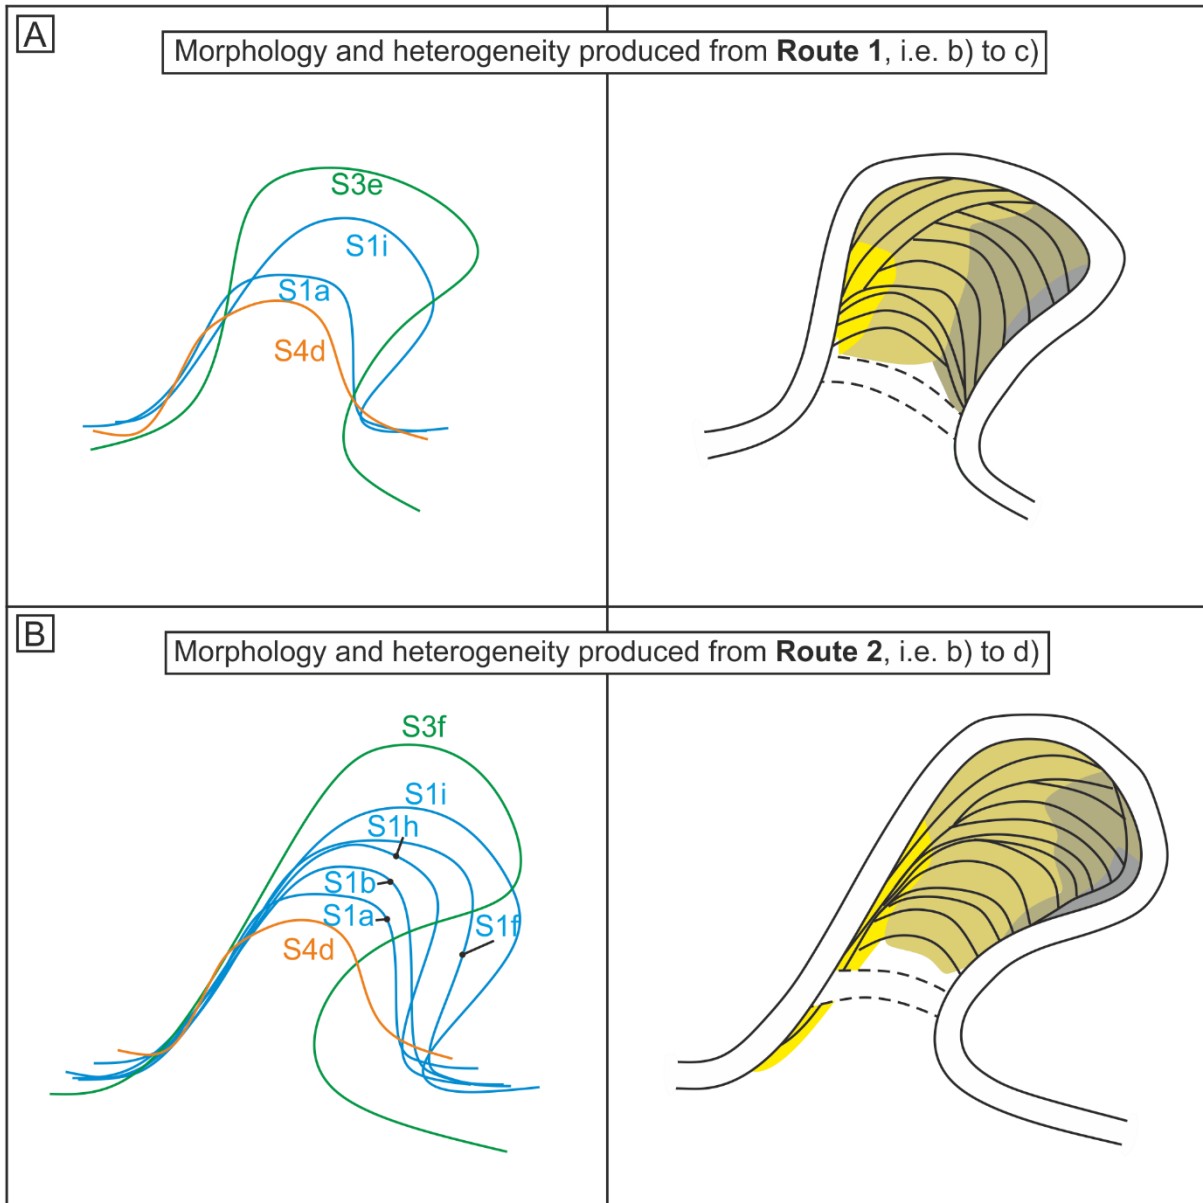 A
Morphology and heterogeneity produced from Route 1, i.e. b) to c)
S3e
S1i
S1a
S4d
B
Morphology and heterogeneity produced from Route 2, i.e. b) to d)
S3f
S1i
S1h
S1b
S1a
S1f
S4d